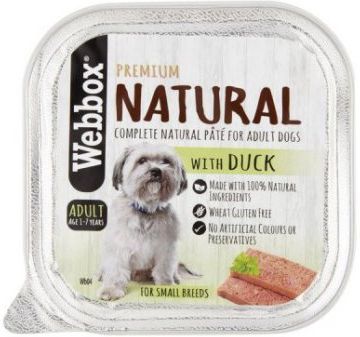 Webbox®
PREMIUM
NATURAL
COMPLETE NATURAL PÂTÉ FOR ADULT DOGS
WITH DUCK
MADE WITH 100% NATURAL
INGREDIENTS
WHEAT GLUTEN FREE
NO ARTIFICIAL COLOURS OR
PRESERVATIVES
ADULT
AGE 1-7 YEARS
Wb04
FOR SMALL BREEDS